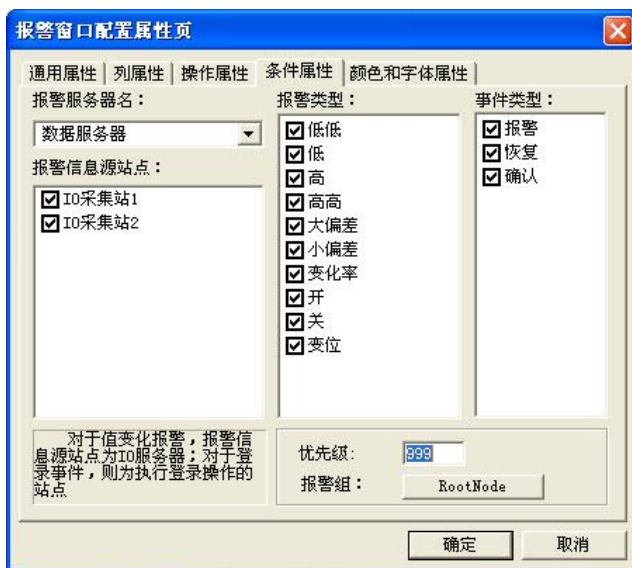 报警窗口配置属性页
通用属性 列属性 操作属性 条件属性 颜色和字体属性
报警服务器名：
数据服务器
报警信息源站点：
IO采集站1
IO采集站2
报警类型：
低低
低
高
高高
大偏差
小偏差
变化率
开
关
变位
事件类型：
报警
恢复
确认
对于值变化报警，报警信
息源站点为IO服务器；对于登
录事件，则为执行登录操作的
站点
优先级: 999
报警组： RootNode
确定 取消